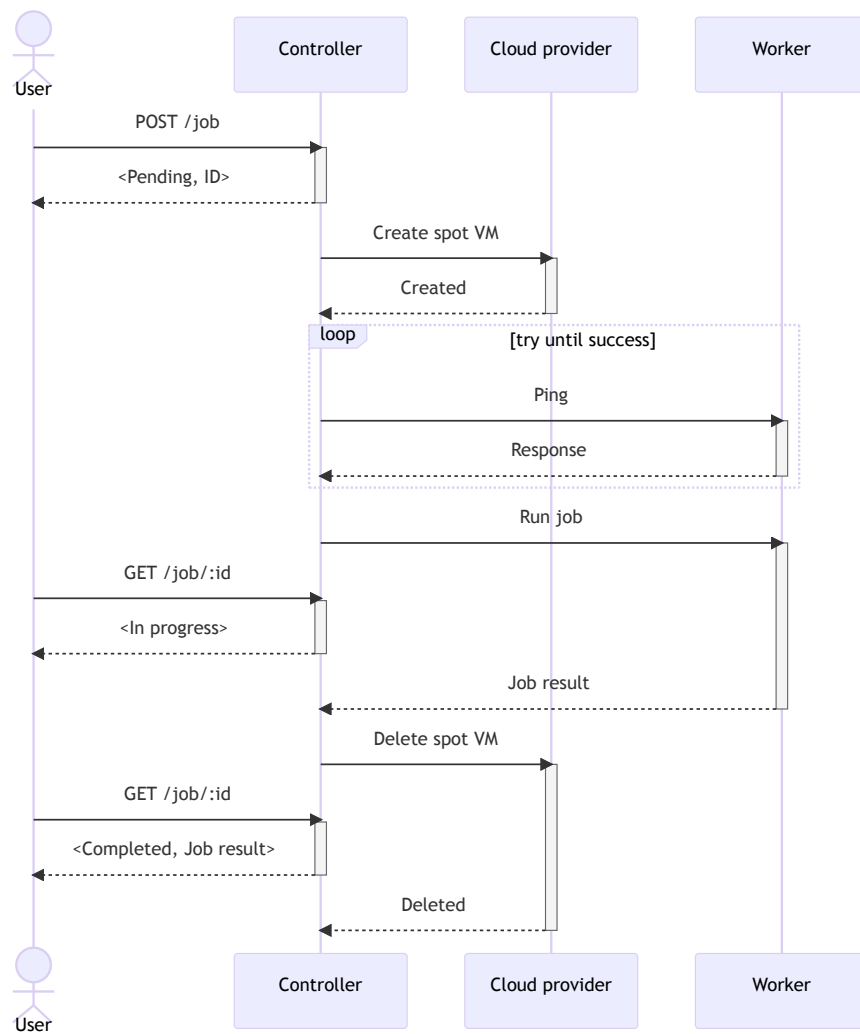 User
Controller
Cloud provider
Worker
POST /job
<Pending, ID>
Create spot VM
Created
loop
[try until success]
Ping
Response
Run job
GET /job/:id
<In progress>
Job result
Delete spot VM
GET /job/:id
<Completed, Job result>
Deleted
User
Controller
Cloud provider
Worker